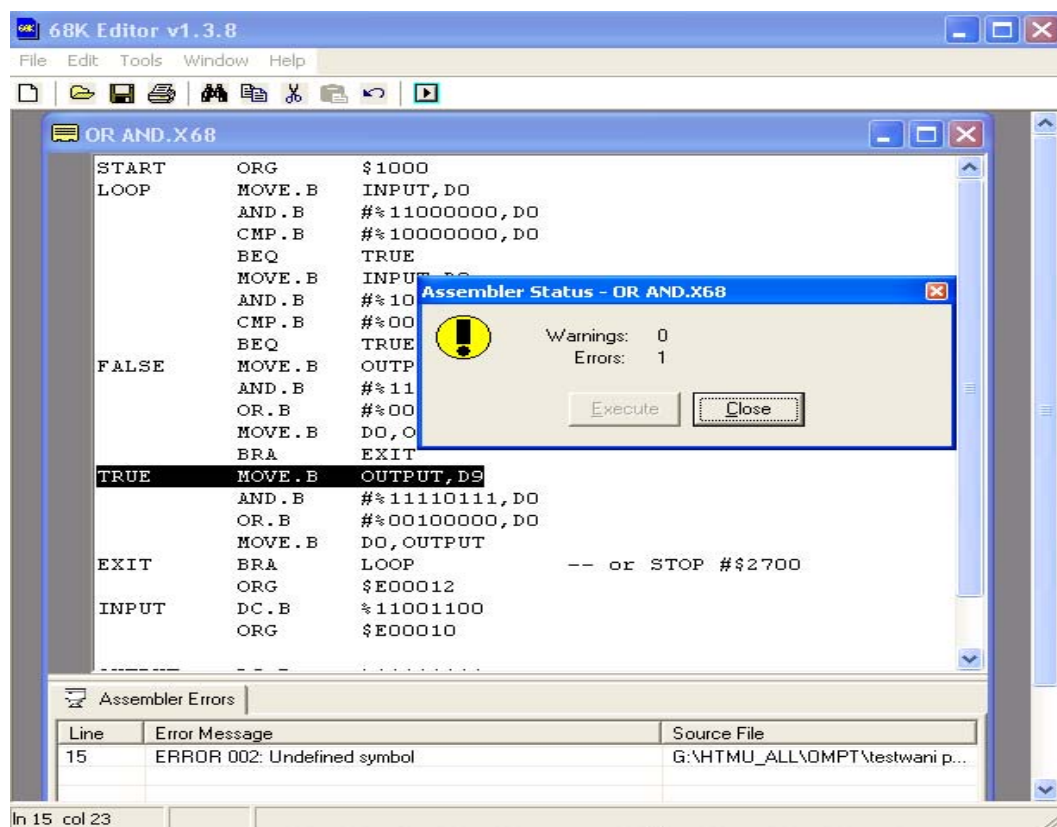 68K Editor v1.3.8
File Edit Tools Window Help
OR AND.X68
START ORG $1000
LOOP MOVE.B INPUT,D0
AND.B #%11000000,D0
CMP.B #%10000000,D0
BEQ TRUE
MOVE.B INPUT
AND.B #%10
CMP.B #%00
BEQ TRUE
FALSE MOVE.B OUTP
AND.B #%11
OR.B #%00
MOVE.B D0,O
BRA EXIT
TRUE MOVE.B OUTPUT,D9
AND.B #%11110111,D0
OR.B #%00100000,D0
MOVE.B D0,OUTPUT
EXIT BRA LOOP -- or STOP #$2700
ORG $E00012
INPUT DC.B %11001100
ORG $E00010
Assembler Status - OR AND.X68
Warnings: 0
Errors: 1
Execute Close
Assembler Errors
Line Error Message Source File
15 ERROR 002: Undefined symbol G:\HTMU_ALL\OMPT\testwani p...
ln 15 col 23